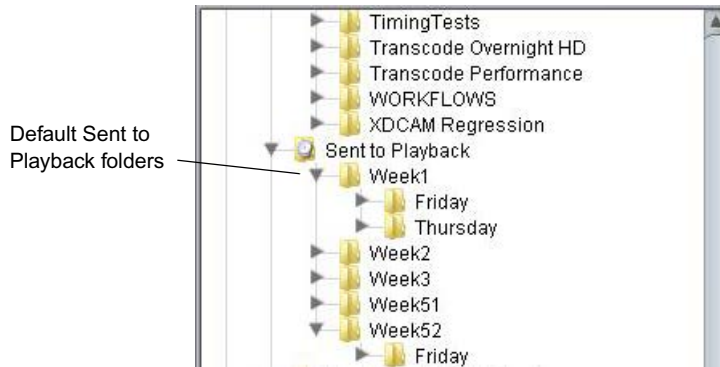 TimingTests
Transcode Overnight HD
Transcode Performance
WORKFLOWS
XDCAM Regression
Default Sent to
Playback folders
Sent to Playback
Week1
Friday
Thursday
Week2
Week3
Week51
Week52
Friday